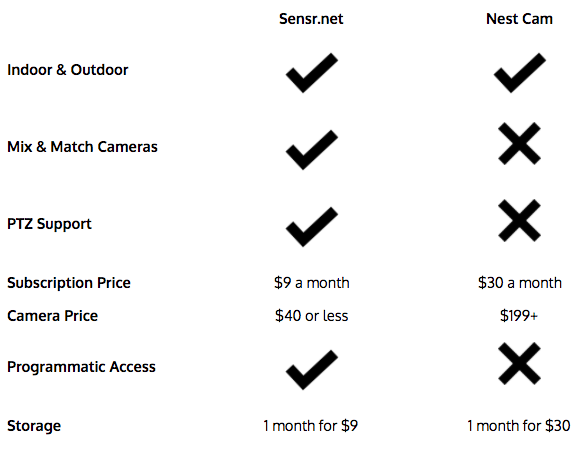 Sensr.net Nest Cam
Indoor & Outdoor
Mix & Match Cameras
PTZ Support
Subscription Price $9 a month $30 a month
Camera Price $40 or less $199+
Programmatic Access
Storage 1 month for $9 1 month for $30